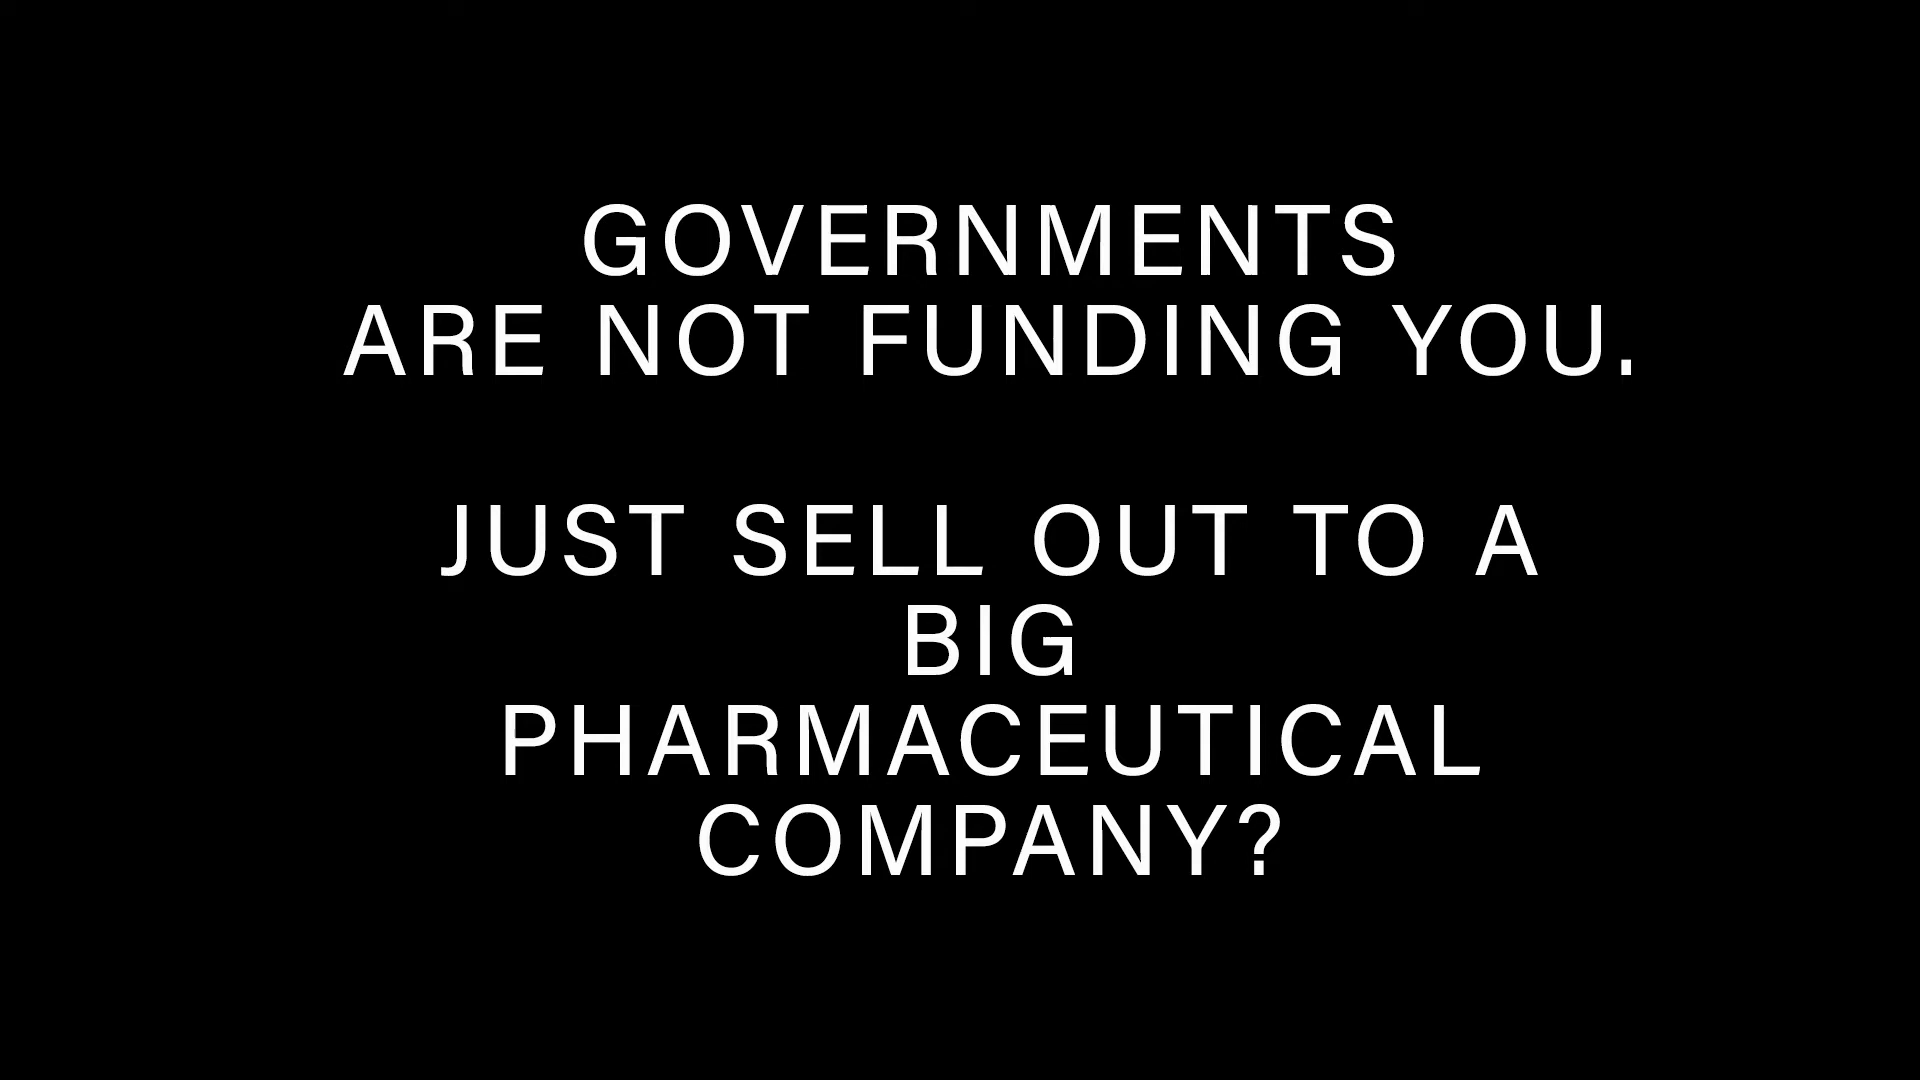 GOVERNMENTS
ARE NOT FUNDING YOU.
JUST SELL OUT TO A
BIG
PHARMACEUTICAL
COMPANY?